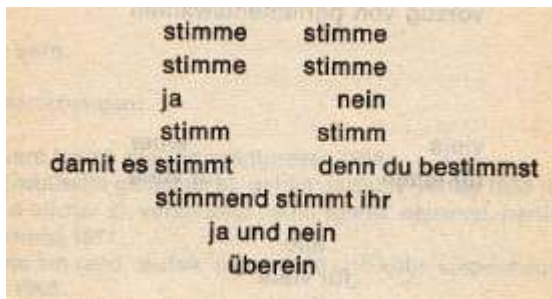 stimme stimme
stimme stimme
ja nein
stimm stimm
damit es stimmt denn du bestimmst
stimmend stimmt ihr
ja und nein
überein